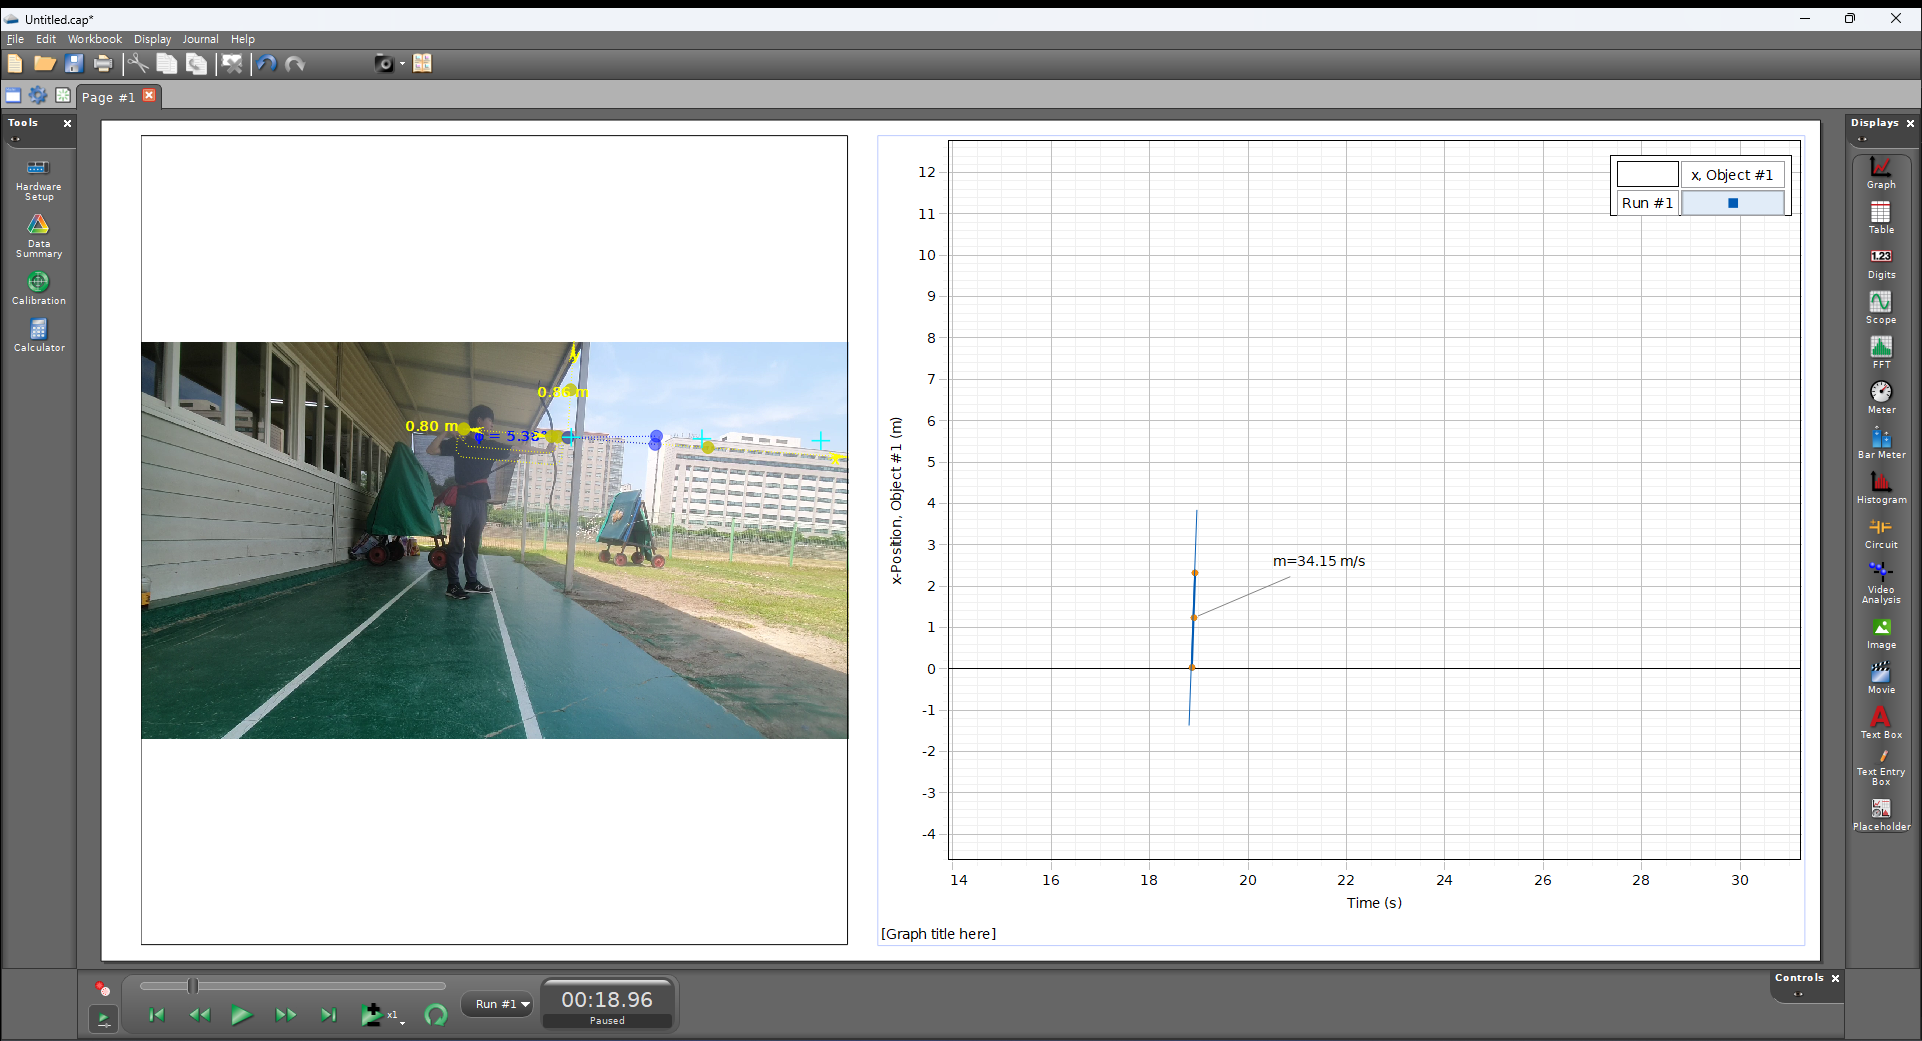 Untitled.cap*
File Edit Workbook Display Journal Help
Page #1
Tools
Hardware
Setup
Data
Summary
Calibration
Calculator
0.86 m
0.80 m
φ = 5.38°
12
11
10
9
8
7
6
5
4
3
2
1
0
-1
-2
-3
-4
x-Position, Object #1 (m)
x, Object #1
Run #1
m=34.15 m/s
14 16 18 20 22 24 26 28 30
Time (s)
[Graph title here]
Displays
Graph
Table
1.23
Digits
Scope
FFT
Meter
Bar Meter
Histogram
Circuit
Video
Analysis
Image
Movie
A
Text Box
Text Entry
Box
Placeholder
x1
Run #1
00:18.96
Paused
Controls